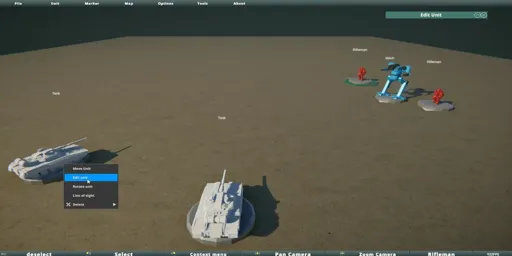 File Unit Marker Map Options Tools About
Edit Unit
Rifleman
Mech
Rifleman
Tank
Tank
Move Unit
Edit unit
Rotate unit
Line of sight
Delete
deselect Select Context menu Pan Camera Zoom Camera Rifleman